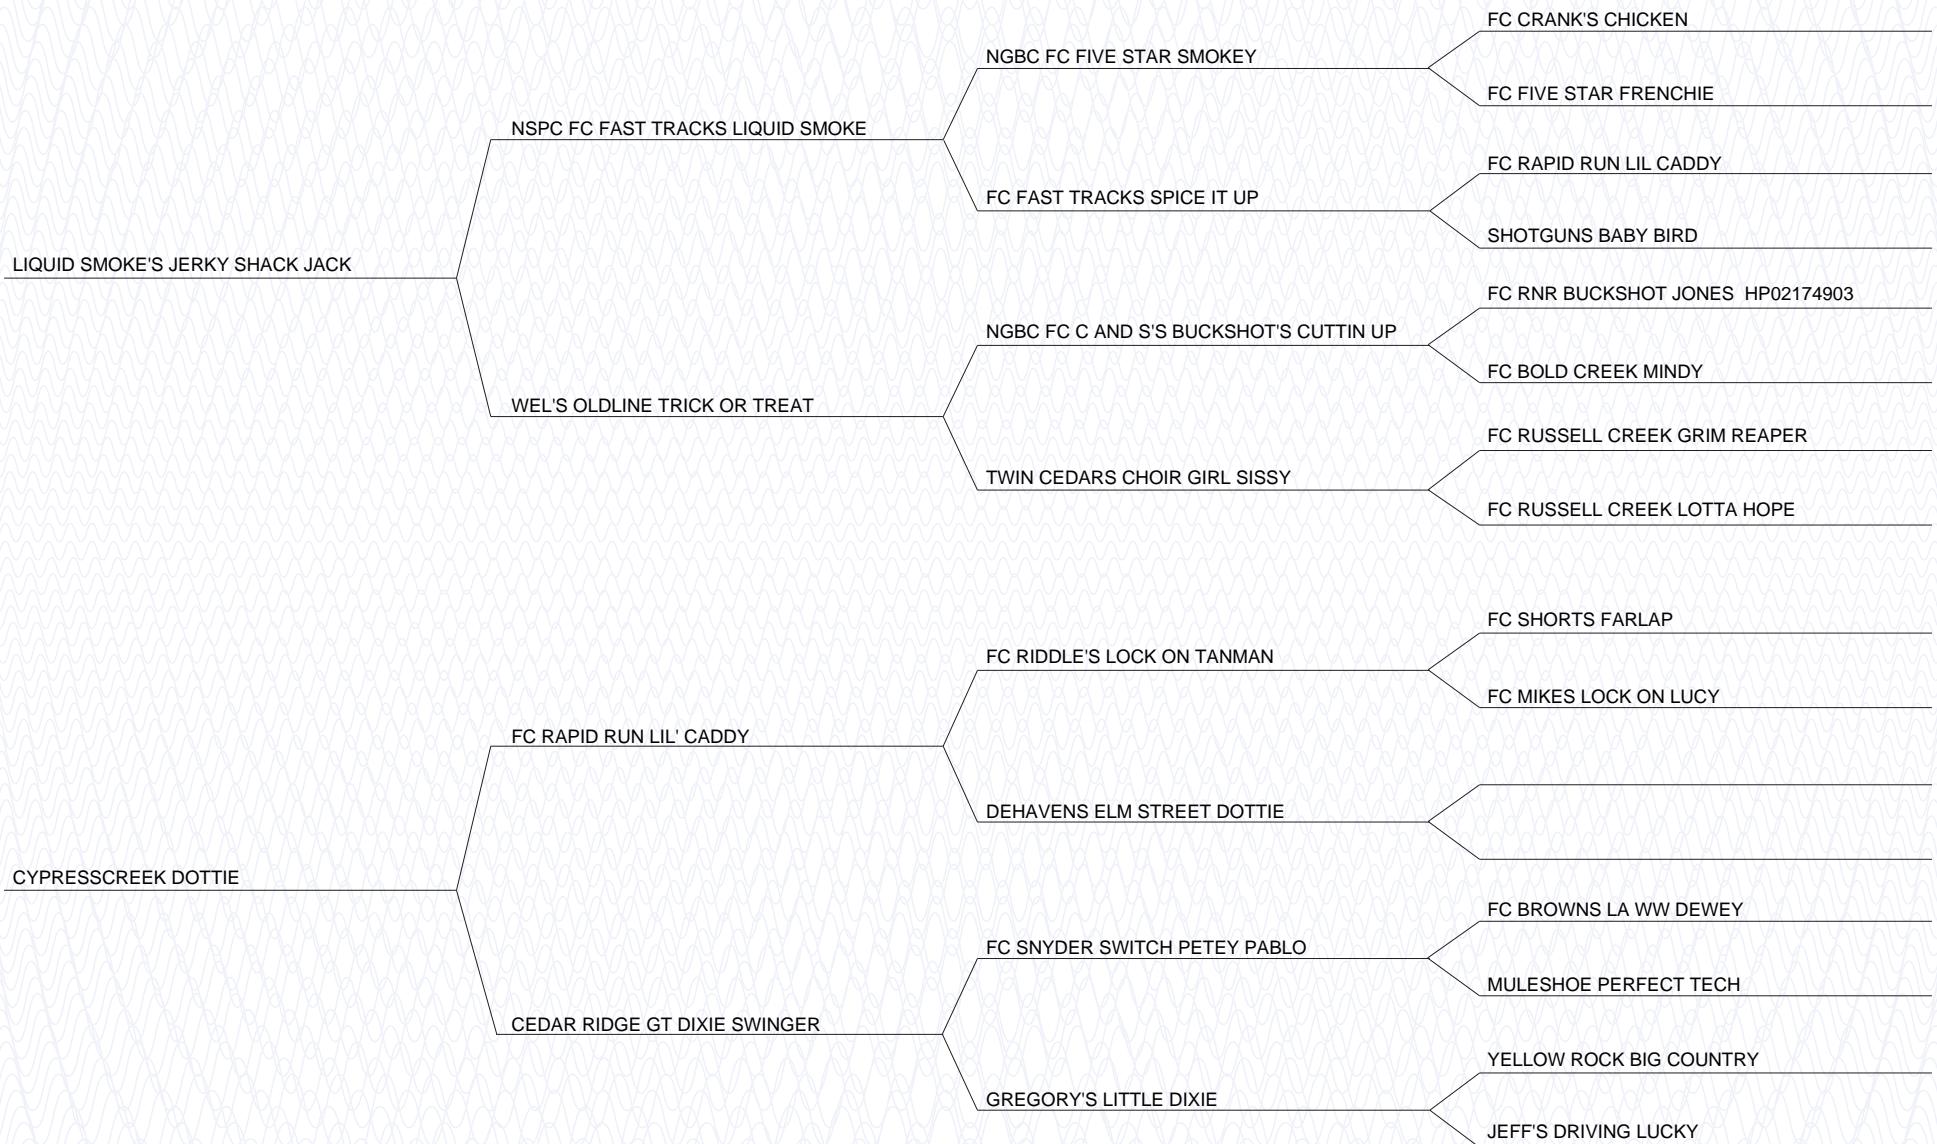 FC CRANK'S CHICKEN
NGBC FC FIVE STAR SMOKEY
FC FIVE STAR FRENCHIE
NSPC FC FAST TRACKS LIQUID SMOKE
FC RAPID RUN LIL CADDY
FC FAST TRACKS SPICE IT UP
SHOTGUNS BABY BIRD
LIQUID SMOKE'S JERKY SHACK JACK
FC RNR BUCKSHOT JONES  HP02174903
NGBC FC C AND S'S BUCKSHOT'S CUTTIN UP
FC BOLD CREEK MINDY
WEL'S OLDLINE TRICK OR TREAT
FC RUSSELL CREEK GRIM REAPER
TWIN CEDARS CHOIR GIRL SISSY
FC RUSSELL CREEK LOTTA HOPE
FC SHORTS FARLAP
FC RIDDLE'S LOCK ON TANMAN
FC MIKES LOCK ON LUCY
FC RAPID RUN LIL' CADDY
DEHAVENS ELM STREET DOTTIE
CYPRESSCREEK DOTTIE
FC BROWNS LA WW DEWEY
FC SNYDER SWITCH PETEY PABLO
MULESHOE PERFECT TECH
CEDAR RIDGE GT DIXIE SWINGER
YELLOW ROCK BIG COUNTRY
GREGORY'S LITTLE DIXIE
JEFF'S DRIVING LUCKY